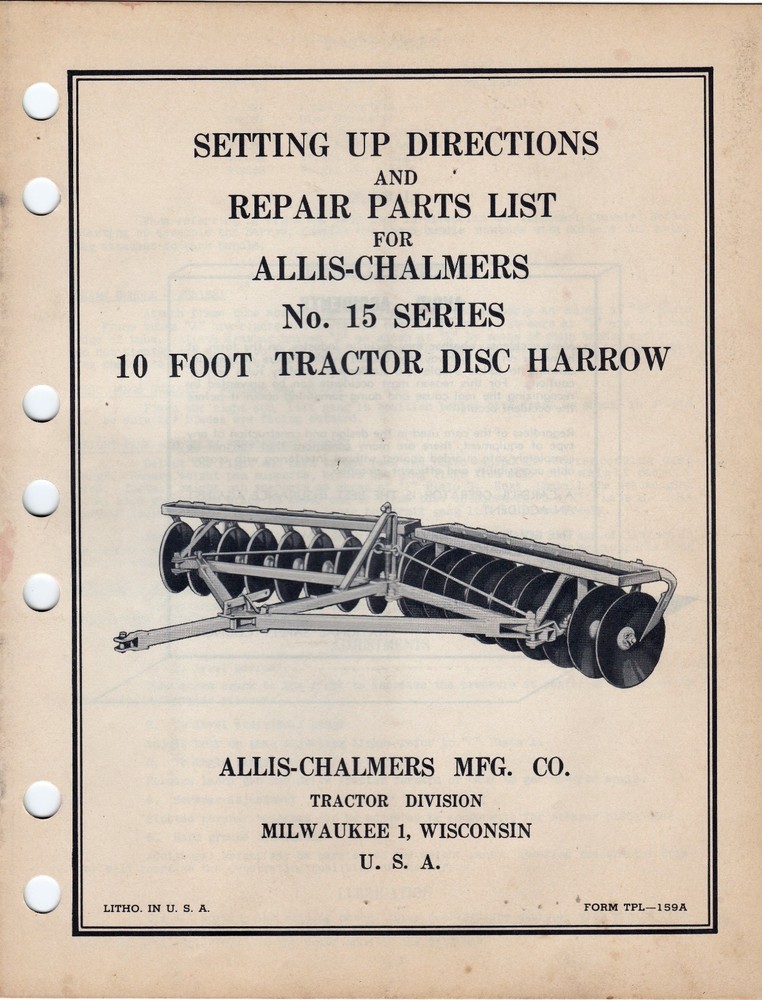 SETTING UP DIRECTIONS
AND
REPAIR PARTS LIST
FOR
ALLIS-CHALMERS
No. 15 SERIES
10 FOOT TRACTOR DISC HARROW
ALLIS-CHALMERS MFG. CO.
TRACTOR DIVISION
MILWAUKEE 1, WISCONSIN
U. S. A.
LITHO. IN U. S. A.
FORM TPL—159A